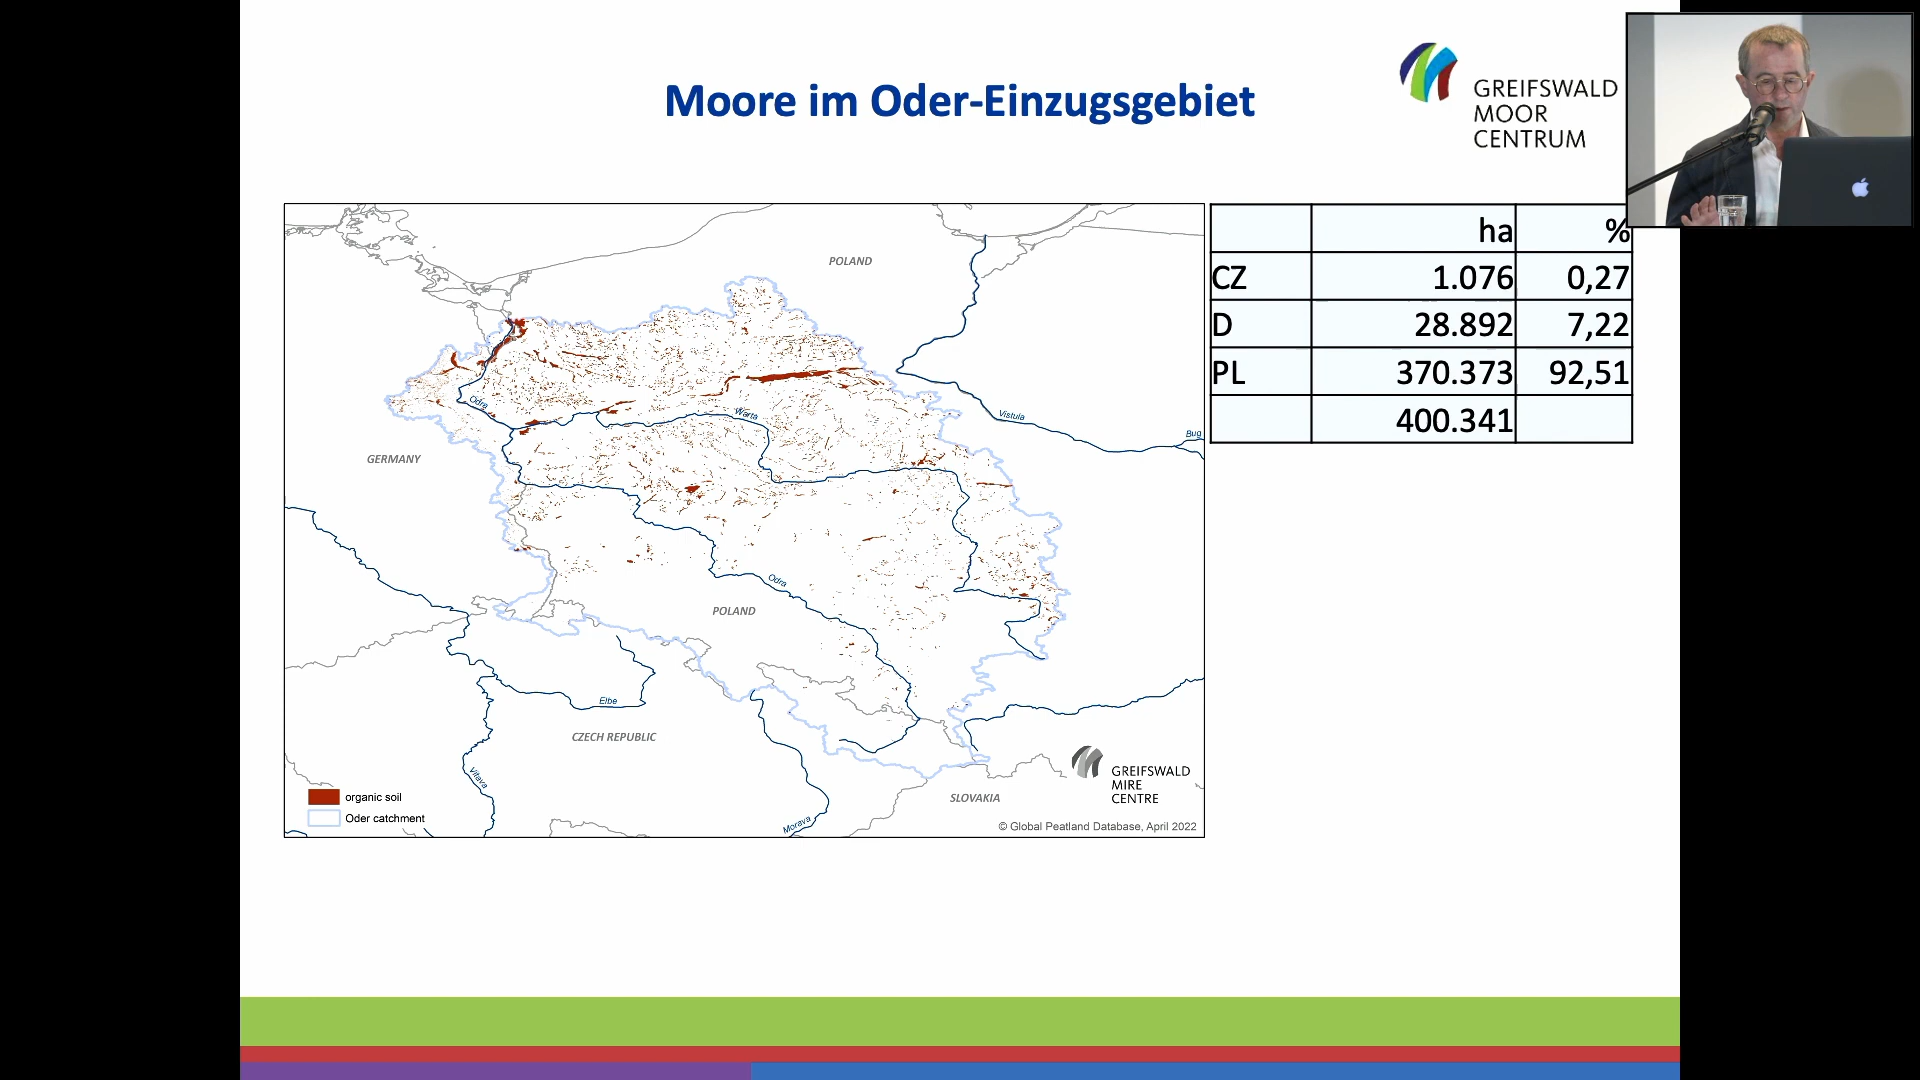 Moore im Oder-Einzugsgebiet
GREIFSWALD
MOOR
CENTRUM
ha %
CZ 1.076 0,27
D 28.892 7,22
PL 370.373 92,51
400.341
POLAND
Odra
Warta
Vistula
Bug
GERMANY
Odra
POLAND
Elbe
CZECH REPUBLIC
Vltava
Morava
SLOVAKIA
GREIFSWALD
MIRE
CENTRE
organic soil
Oder catchment
© Global Peatland Database, April 2022